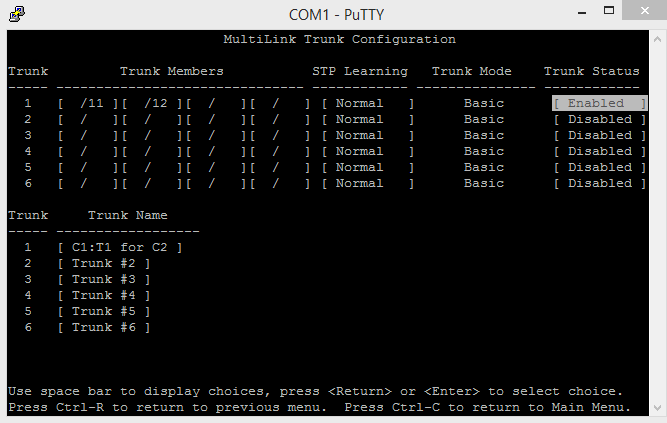 COM1 - PuTTY
MultiLink Trunk Configuration
Trunk Trunk Members STP Learning Trunk Mode Trunk Status
----- ------------------------------- ------------ --------------- -------------
1 [ /11 ][ /12 ][ / ][ / ] [ Normal ] Basic [ Enabled ]
2 [ / ][ / ][ / ][ / ] [ Normal ] Basic [ Disabled ]
3 [ / ][ / ][ / ][ / ] [ Normal ] Basic [ Disabled ]
4 [ / ][ / ][ / ][ / ] [ Normal ] Basic [ Disabled ]
5 [ / ][ / ][ / ][ / ] [ Normal ] Basic [ Disabled ]
6 [ / ][ / ][ / ][ / ] [ Normal ] Basic [ Disabled ]
Trunk Trunk Name
----- ------------------
1 [ C1:T1 for C2 ]
2 [ Trunk #2 ]
3 [ Trunk #3 ]
4 [ Trunk #4 ]
5 [ Trunk #5 ]
6 [ Trunk #6 ]
Use space bar to display choices, press <Return> or <Enter> to select choice.
Press Ctrl-R to return to previous menu. Press Ctrl-C to return to Main Menu.